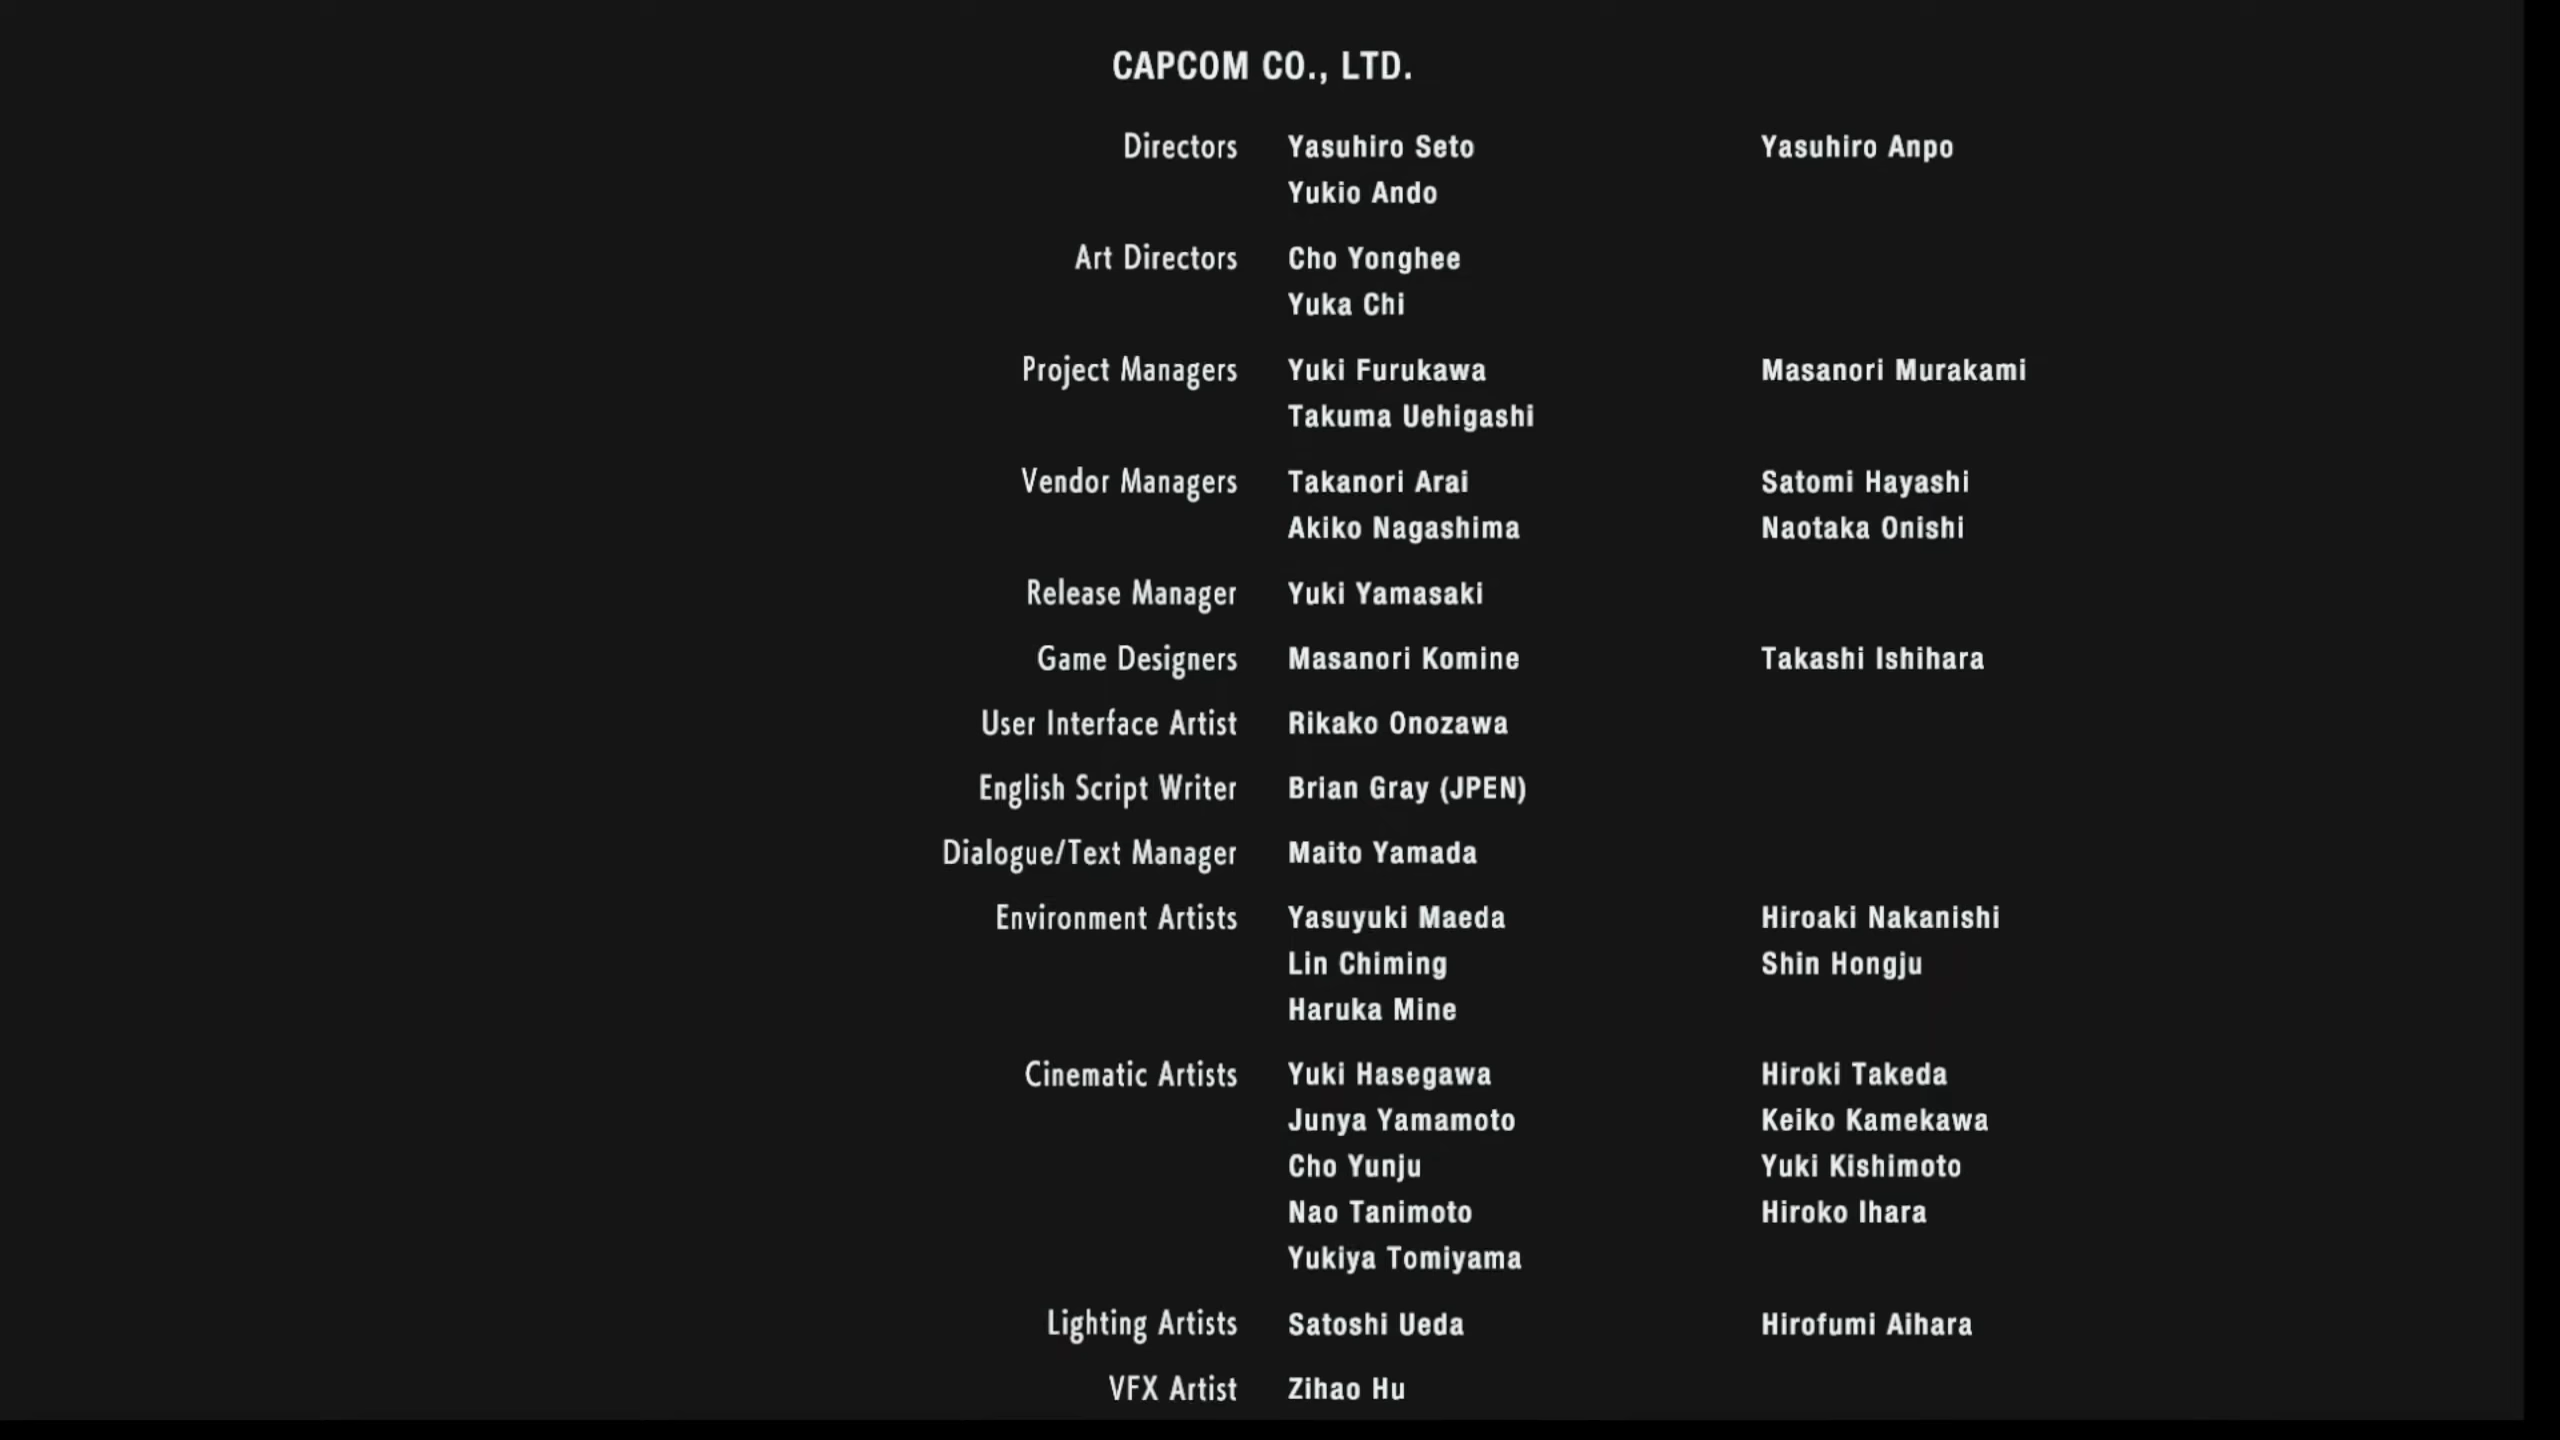 CAPCOM CO., LTD.
Directors Yasuhiro Seto Yasuhiro Anpo
Yukio Ando
Art Directors Cho Yonghee
Yuka Chi
Project Managers Yuki Furukawa Masanori Murakami
Takuma Uehigashi
Vendor Managers Takanori Arai Satomi Hayashi
Akiko Nagashima Naotaka Onishi
Release Manager Yuki Yamasaki
Game Designers Masanori Komine Takashi Ishihara
User Interface Artist Rikako Onozawa
English Script Writer Brian Gray (JPEN)
Dialogue/Text Manager Maito Yamada
Environment Artists Yasuyuki Maeda Hiroaki Nakanishi
Lin Chiming Shin Hongju
Haruka Mine
Cinematic Artists Yuki Hasegawa Hiroki Takeda
Junya Yamamoto Keiko Kamekawa
Cho Yunju Yuki Kishimoto
Nao Tanimoto Hiroko Ihara
Yukiya Tomiyama
Lighting Artists Satoshi Ueda Hirofumi Aihara
VFX Artist Zihao Hu